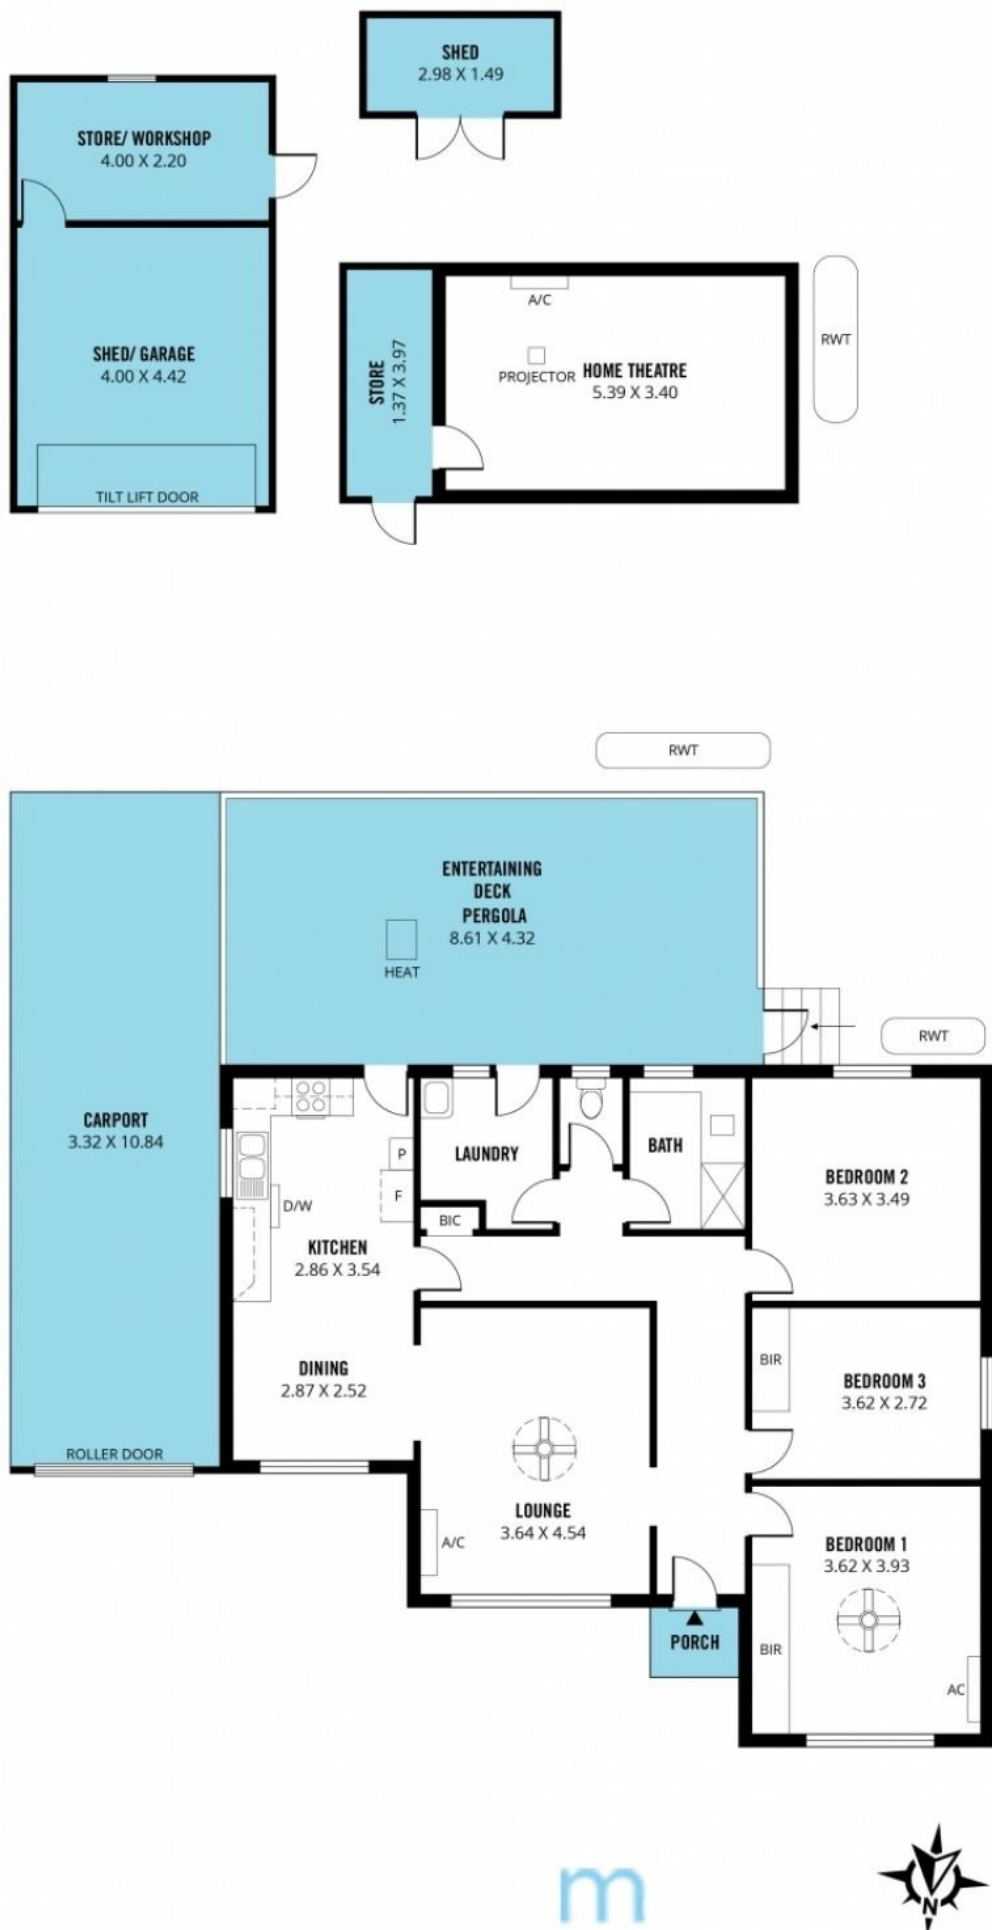 SHED
2.98 X 1.49
STORE/ WORKSHOP
4.00 X 2.20
SHED/ GARAGE
4.00 X 4.42
TILT LIFT DOOR
STORE
1.37 X 3.97
A/C
PROJECTOR
HOME THEATRE
5.39 X 3.40
RWT
RWT
ENTERTAINING
DECK
PERGOLA
8.61 X 4.32
HEAT
RWT
CARPORT
3.32 X 10.84
ROLLER DOOR
P
F
D/W
KITCHEN
2.86 X 3.54
LAUNDRY
BIC
BATH
BEDROOM 2
3.63 X 3.49
DINING
2.87 X 2.52
BIR
BEDROOM 3
3.62 X 2.72
LOUNGE
3.64 X 4.54
A/C
BEDROOM 1
3.62 X 3.93
BIR
AC
PORCH
m
N